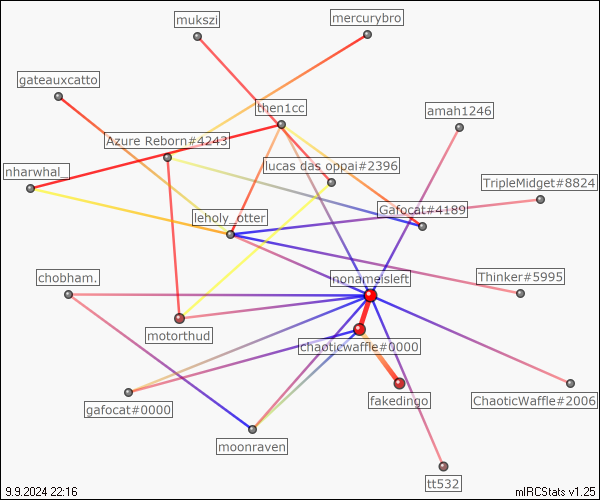 mukszi
mercurybro
gateauxcatto
then1cc
amah1246
Azure Reborn#4243
lucas das oppai#2396
nharwhal_
TripleMidget#8824
Gafocat#4189
leholy_otter
nonameisleft
Thinker#5995
chobham.
motorthud
chaoticwaffle#0000
fakedingo
ChaoticWaffle#2006
gafocat#0000
moonraven
tt532
9.9.2024 22:16
mIRCStats v1.25